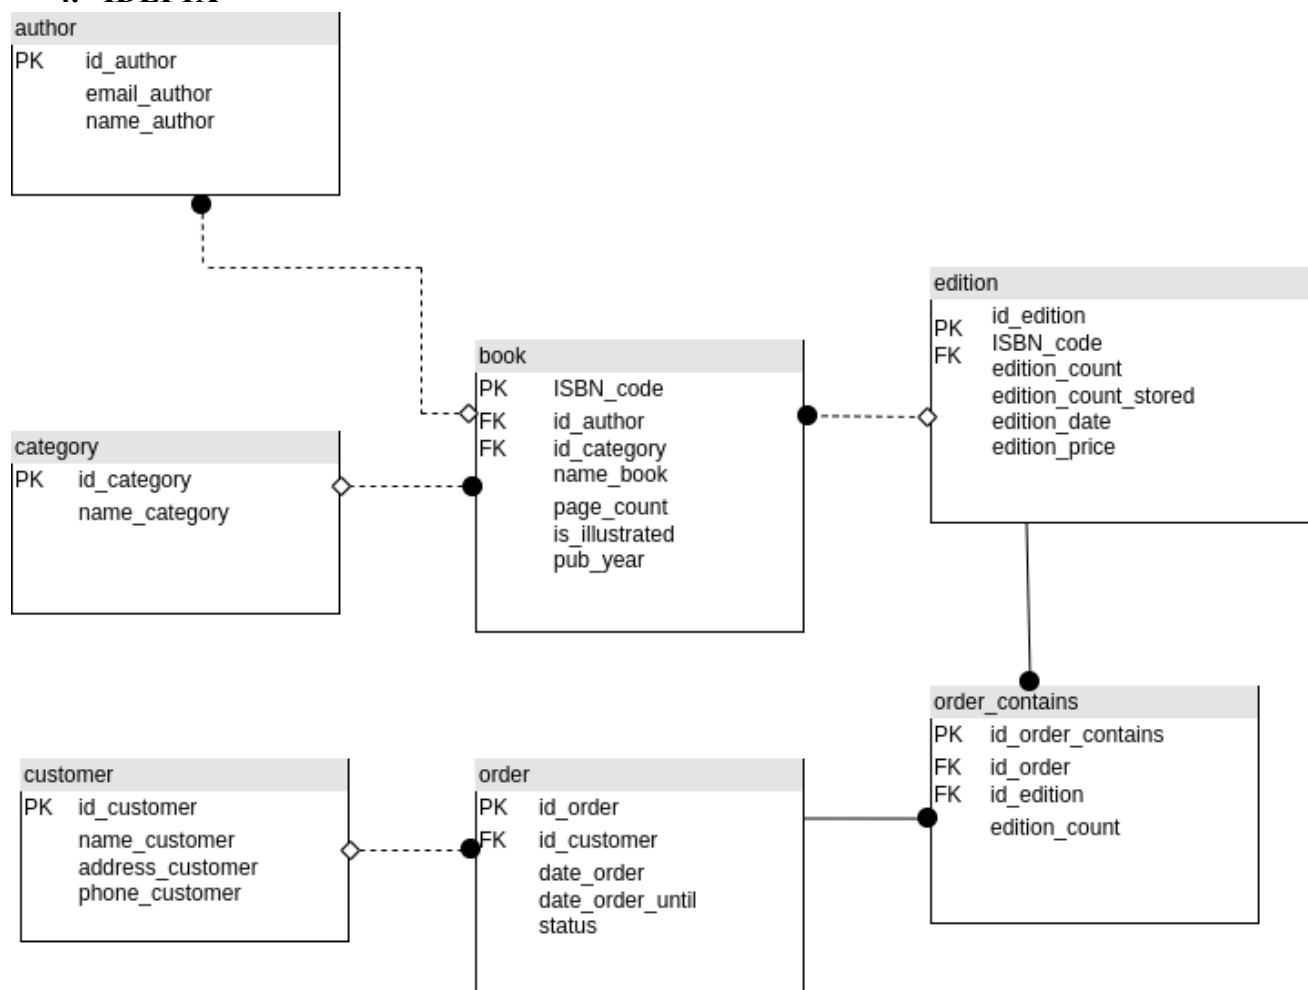 author
PK id_author
email_author
name_author
edition
PK id_edition
FK ISBN_code
edition_count
edition_count_stored
edition_date
edition_price
book
PK ISBN_code
FK id_author
FK id_category
name_book
page_count
is_illustrated
pub_year
category
PK id_category
name_category
order_contains
PK id_order_contains
FK id_order
FK id_edition
edition_count
customer
PK id_customer
name_customer
address_customer
phone_customer
order
PK id_order
FK id_customer
date_order
date_order_until
status